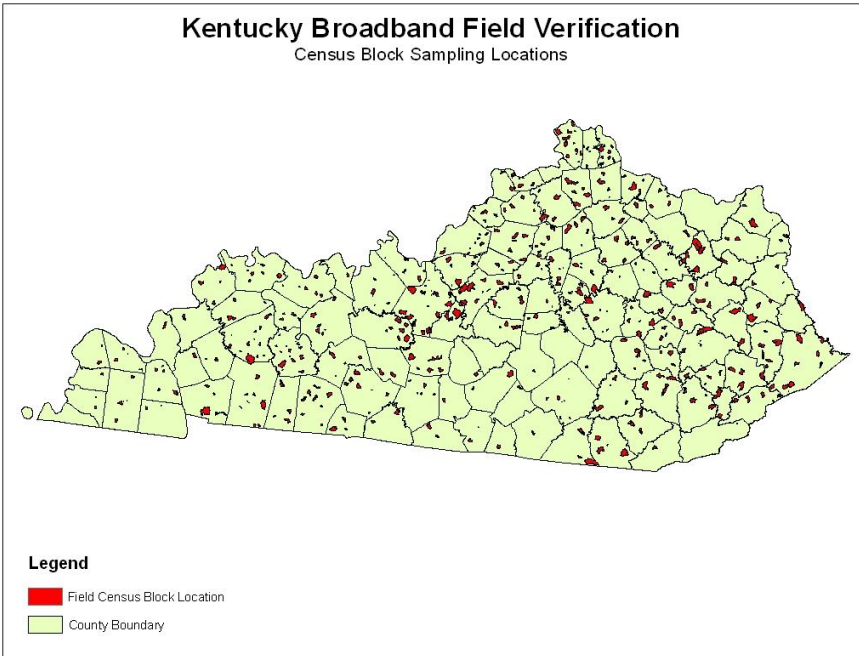 Kentucky Broadband Field Verification
Census Block Sampling Locations
Legend
Field Census Block Location
County Boundary